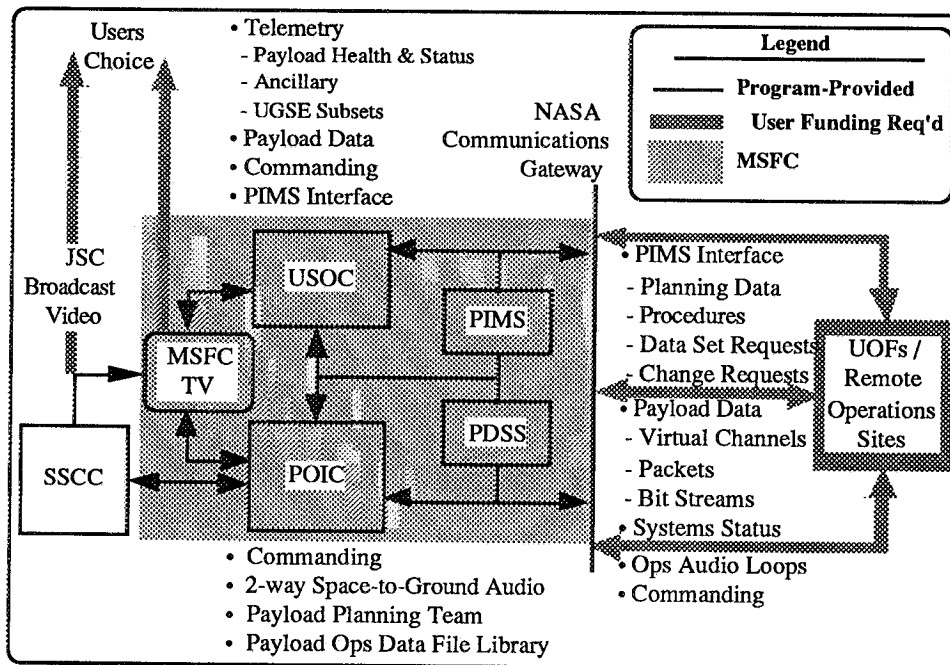 Users
Choice
• Telemetry
- Payload Health & Status
- Ancillary
- UGSE Subsets
• Payload Data
• Commanding
• PIMS Interface
NASA
Communications
Gateway
Legend
Program-Provided
User Funding Req'd
MSFC
JSC
Broadcast
Video
USOC
PIMS
MSFC
TV
PDSS
SSCC
POIC
• PIMS Interface
- Planning Data
- Procedures
- Data Set Requests
- Change Requests
• Payload Data
- Virtual Channels
- Packets
- Bit Streams
• Systems Status
• Ops Audio Loops
• Commanding
UOFs /
Remote
Operations
Sites
• Commanding
• 2-way Space-to-Ground Audio
• Payload Planning Team
• Payload Ops Data File Library